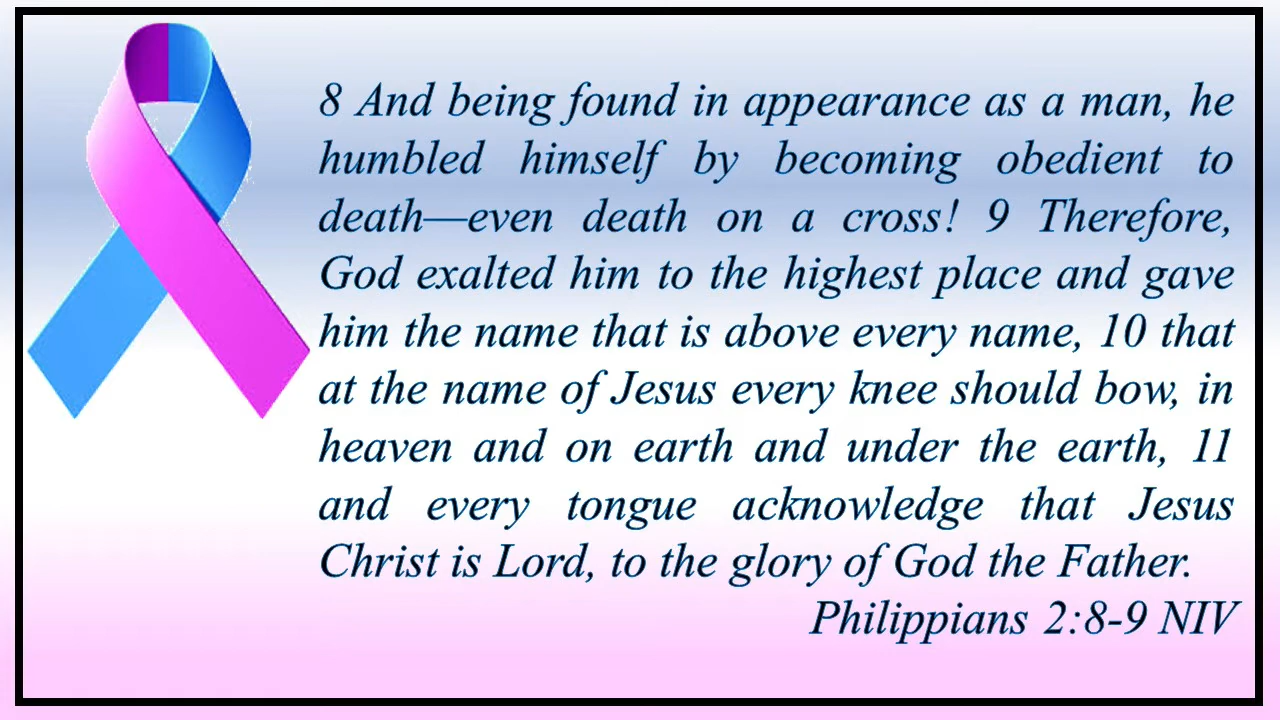 8 And being found in appearance as a man, he
humbled himself by becoming obedient to
death—even death on a cross! 9 Therefore,
God exalted him to the highest place and gave
him the name that is above every name, 10 that
at the name of Jesus every knee should bow, in
heaven and on earth and under the earth, 11
and every tongue acknowledge that Jesus
Christ is Lord, to the glory of God the Father.
Philippians 2:8-9 NIV